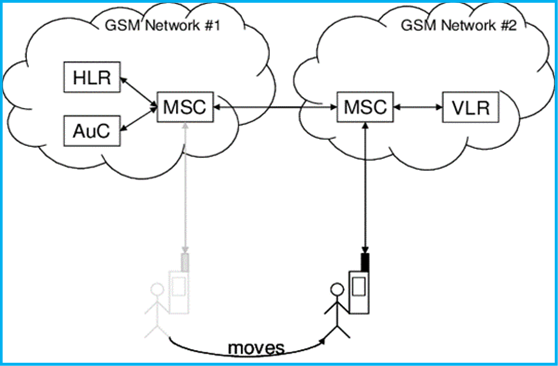 GSM Network #1
GSM Network #2
HLR
MSC
MSC
VLR
AuC
moves